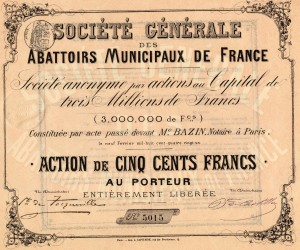 SOCIÉTÉ GÉNÉRALE
DES
ABATTOIRS MUNICIPAUX DE FRANCE
Société anonyme par actions au Capital de
trois Millions de Francs
(3,000,000 de Fcs)
Constituée par acte passé devant Me BAZIN, Notaire à Paris,
ACTION DE CINQ CENTS FRANCS
AU PORTEUR
ENTIÈREMENT LIBÉRÉE
No 5015